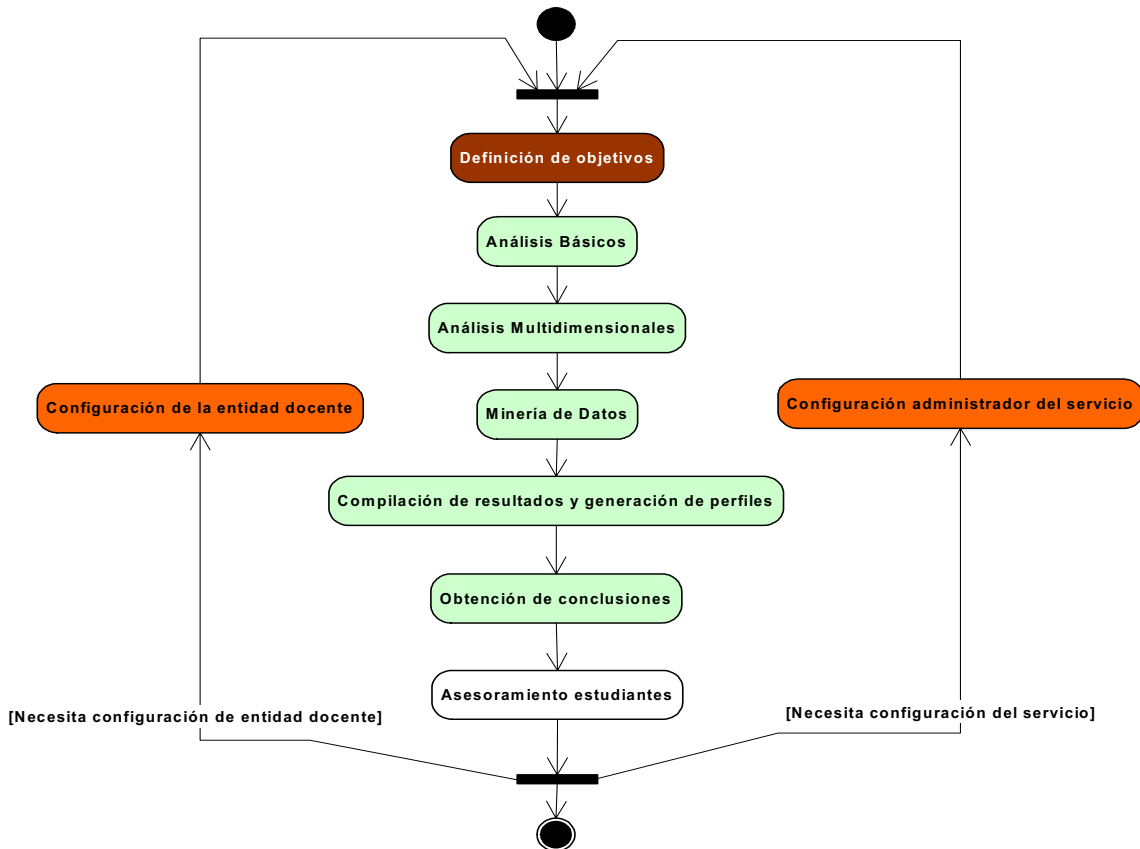 Definición de objetivos
Análisis Básicos
Análisis Multidimensionales
Configuración de la entidad docente
Minería de Datos
Configuración administrador del servicio
Compilación de resultados y generación de perfiles
Obtención de conclusiones
Asesoramiento estudiantes
[Necesita configuración de entidad docente]
[Necesita configuración del servicio]